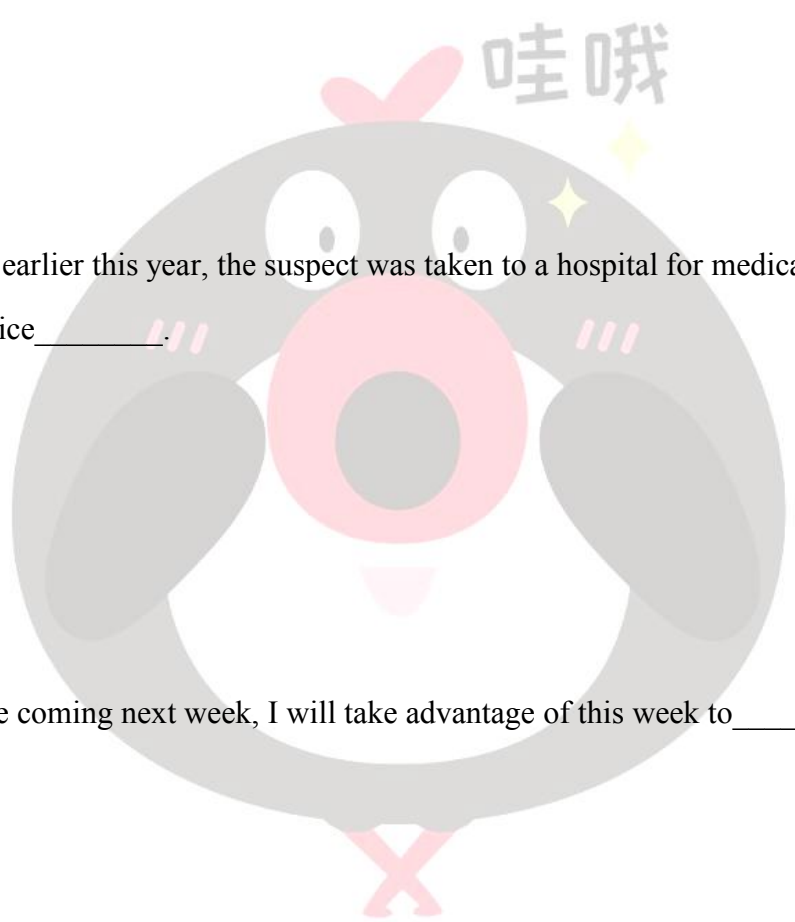 哇哦
earlier this year, the suspect was taken to a hospital for medica
ice________.
e coming next week, I will take advantage of this week to____